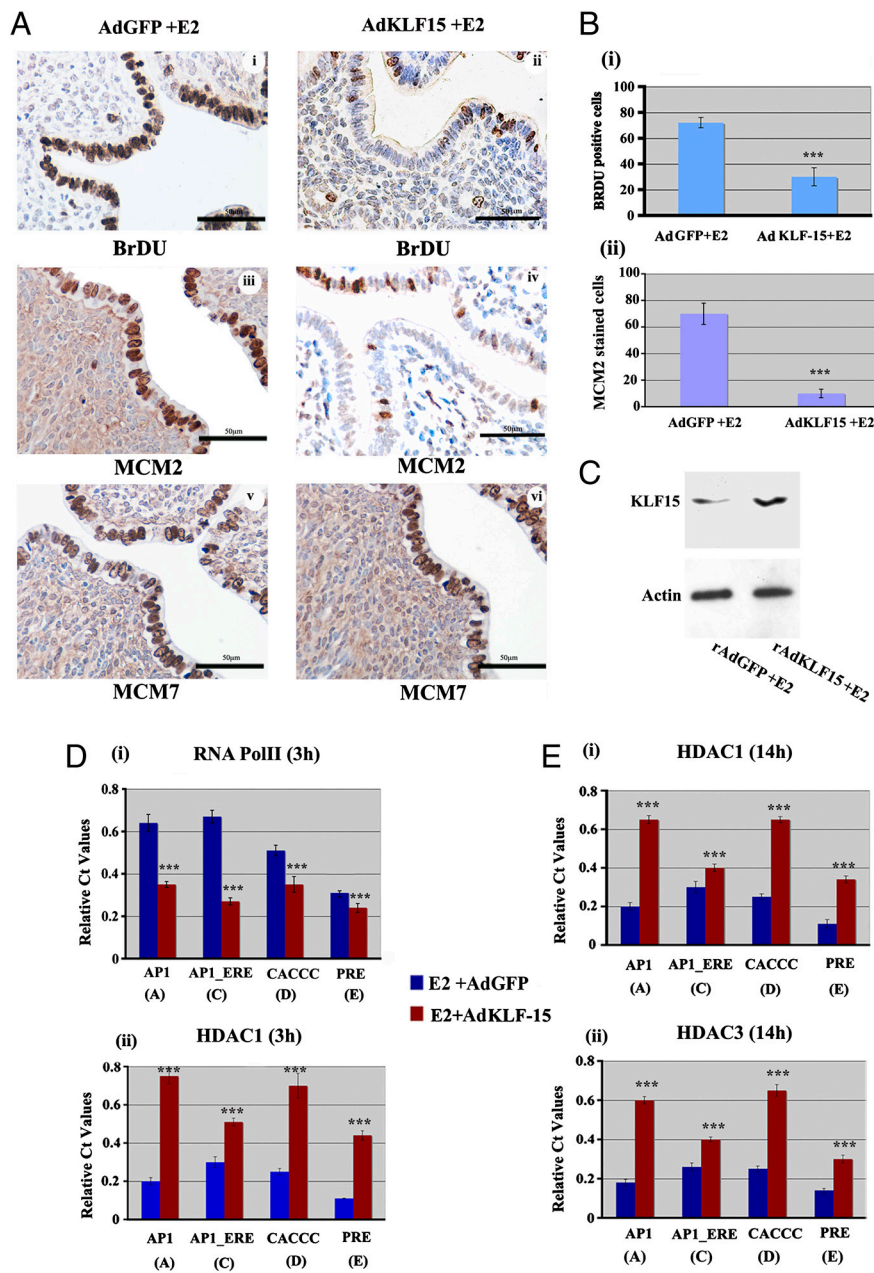 A
AdGFP +E2
AdKLF15 +E2
i
50µm
BrDU
ii
50µm
BrDU
iii
50µm
MCM2
iv
50µm
MCM2
v
50µm
MCM7
vi
50µm
MCM7
B
(i)
BRDU positive cells
100
80
60
40
20
0
***
AdGFP+E2
Ad KLF-15+E2
(ii)
MCM2 stained cells
100
80
60
40
20
0
***
AdGFP +E2
AdKLF15 +E2
C
KLF15
Actin
rAdGFP+E2
rAdKLF15+E2
D
(i)
RNA PolII (3h)
Relative Ct Values
0.8
0.6
0.4
0.2
0
***
***
***
***
AP1
AP1_ERE
CACCC
PRE
(A)
(C)
(D)
(E)
(ii)
HDAC1 (3h)
Relative Ct Values
0.8
0.6
0.4
0.2
0
***
***
***
***
AP1
AP1_ERE
CACCC
PRE
(A)
(C)
(D)
(E)
E2 +AdGFP
E2+AdKLF-15
E
(i)
HDAC1 (14h)
Relative Ct Values
0.8
0.6
0.4
0.2
0
***
***
***
***
AP1
AP1_ERE
CACCC
PRE
(A)
(C)
(D)
(E)
(ii)
HDAC3 (14h)
Relative Ct Values
0.8
0.6
0.4
0.2
0
***
***
***
***
AP1
AP1_ERE
CACCC
PRE
(A)
(C)
(D)
(E)